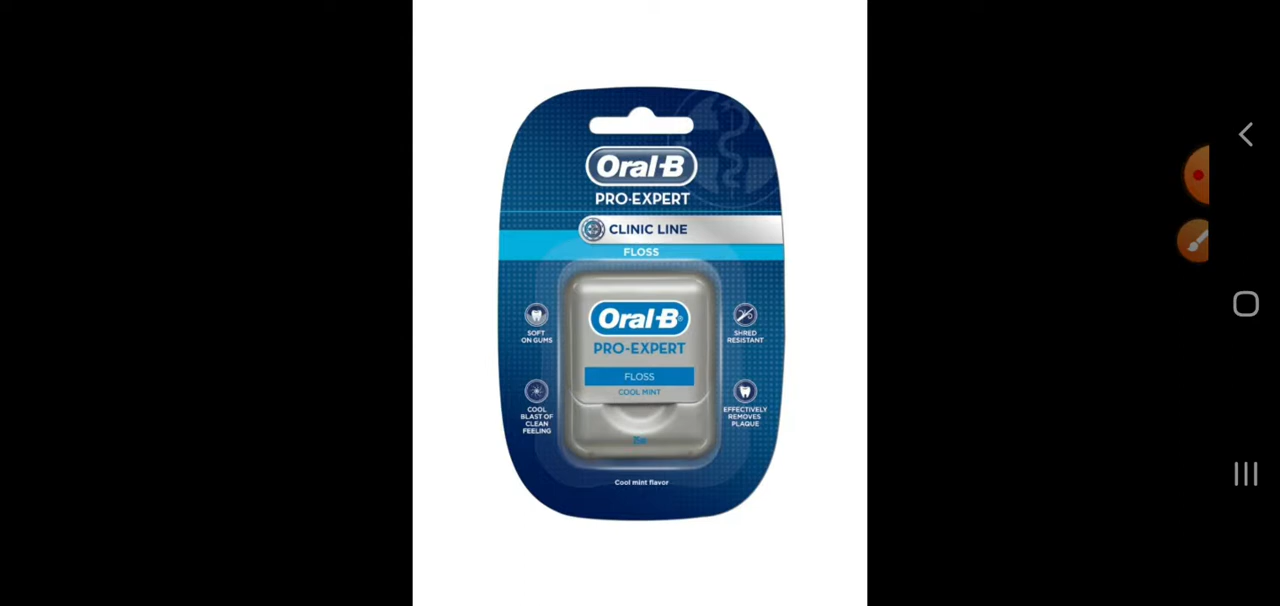 Oral-B
PRO-EXPERT
CLINIC LINE
FLOSS
Oral-B
PRO-EXPERT
FLOSS
COOL MINT
SOFT
ON GUMS
SHRED
RESISTANT
COOL
BLAST OF
CLEAN
FEELING
EFFECTIVELY
REMOVES
PLAQUE
Cool mint flavor